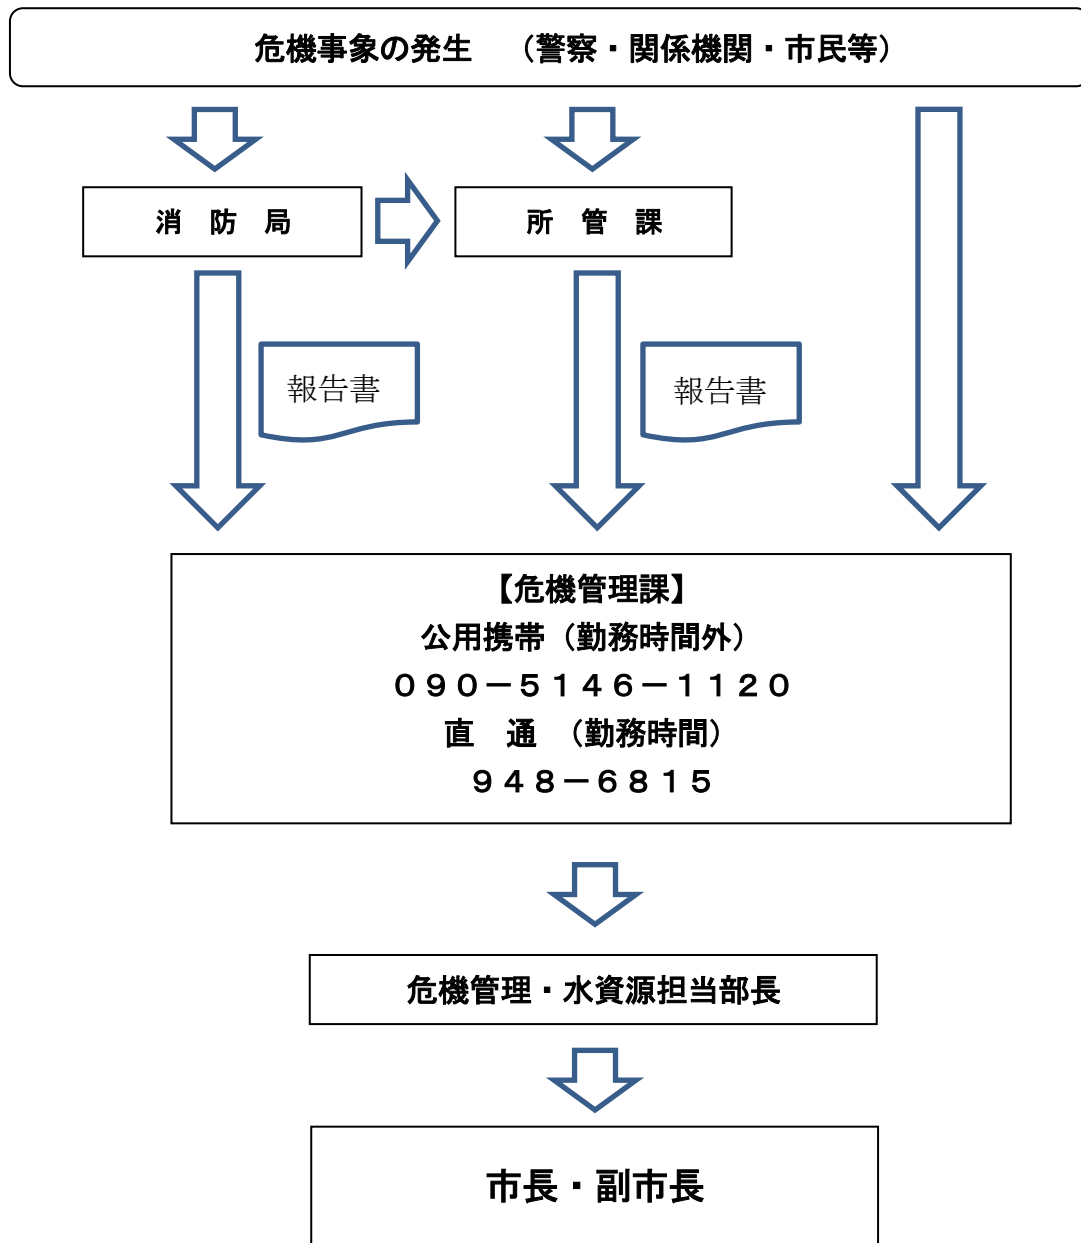 危機事象の発生　（警察・関係機関・市民等）
消　防　局
所　管　課
報告書
報告書
【危機管理課】
公用携帯（勤務時間外）
０９０－５１４６－１１２０
直　通　（勤務時間）
９４８－６８１５
危機管理・水資源担当部長
市長・副市長